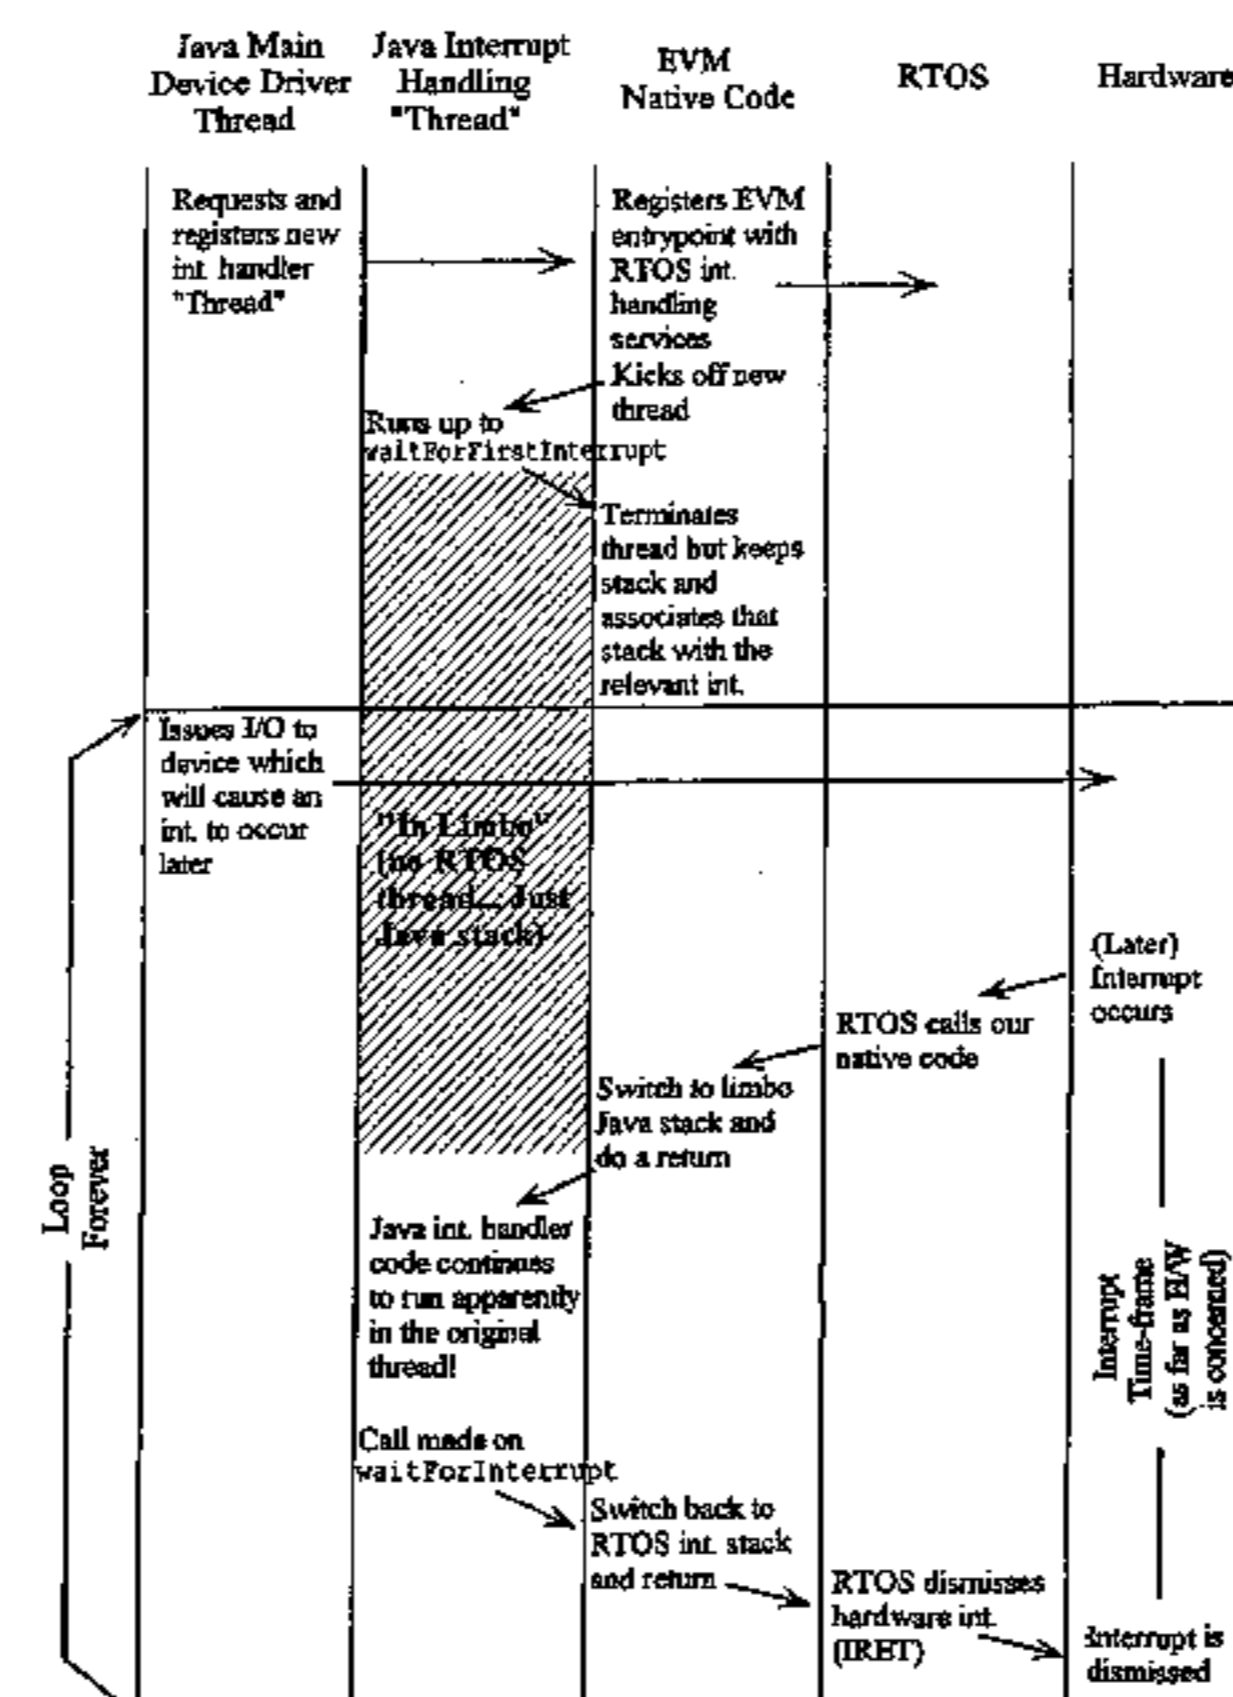 Java Main
Device Driver
Thread
Java Interrupt
Handling
"Thread"
EVM
Native Code
RTOS
Hardware
Requests and
registers new
int. handler
"Thread"
Registers EVM
entrypoint with
RTOS int.
handling
services
Kicks off new
thread
Runs up to
waitForFirstInterrupt
Terminates
thread but keeps
stack and
associates that
stack with the
relevant int.
Issues I/O to
device which
will cause an
int. to occur
later
"In Limbo"
(no RTOS
thread... Just
Java stack)
(Later)
Interrupt
occurs
RTOS calls our
native code
Switch to limbo
Java stack and
do a return
Java int. handler
code continues
to run apparently
in the original
thread!
Call made on
waitForInterrupt
Switch back to
RTOS int. stack
and return
RTOS dismisses
hardware int.
(IRET)
Interrupt is
dismissed
Loop
Forever
Interrupt
Time-frame
(as far as H/W
is concerned)